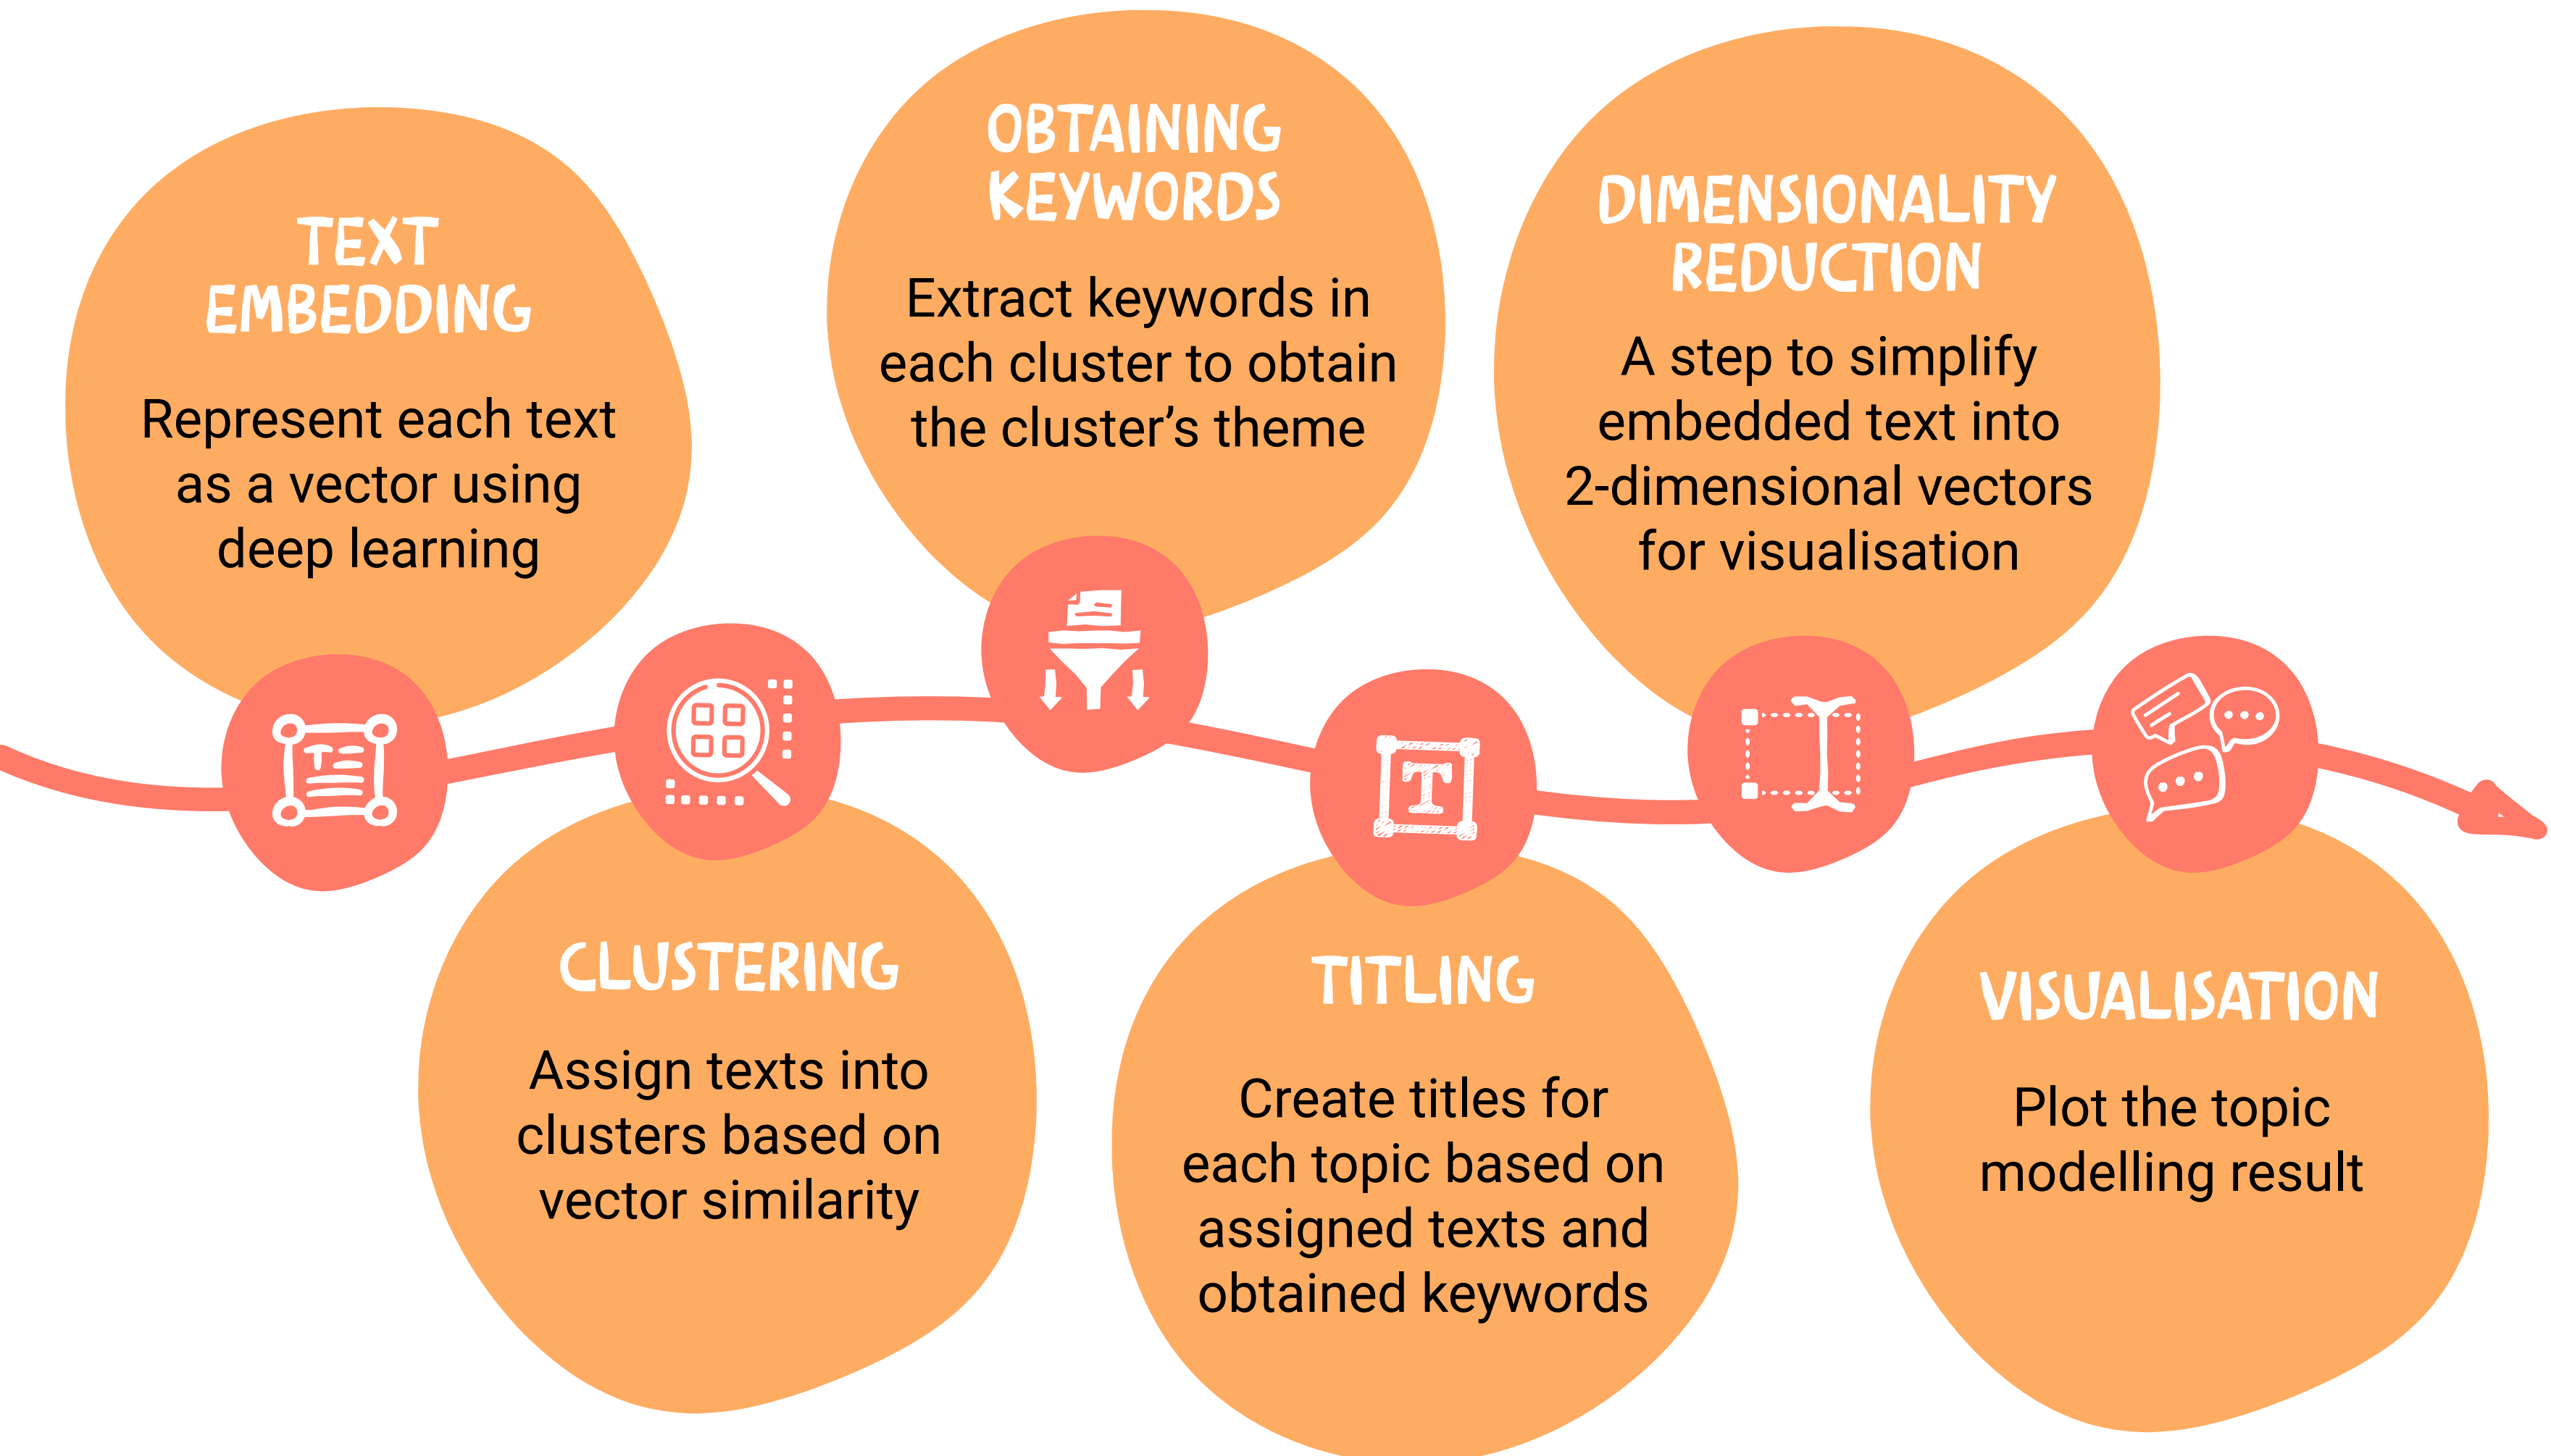 TEXT
EMBEDDING
Represent each text
as a vector using
deep learning
CLUSTERING
Assign texts into
clusters based on
vector similarity
OBTAINING
KEYWORDS
Extract keywords in
each cluster to obtain
the cluster’s theme
T
TITLING
Create titles for
each topic based on
assigned texts and
obtained keywords
DIMENSIONALITY
REDUCTION
A step to simplify
embedded text into
2-dimensional vectors
for visualisation
VISUALISATION
Plot the topic
modelling result